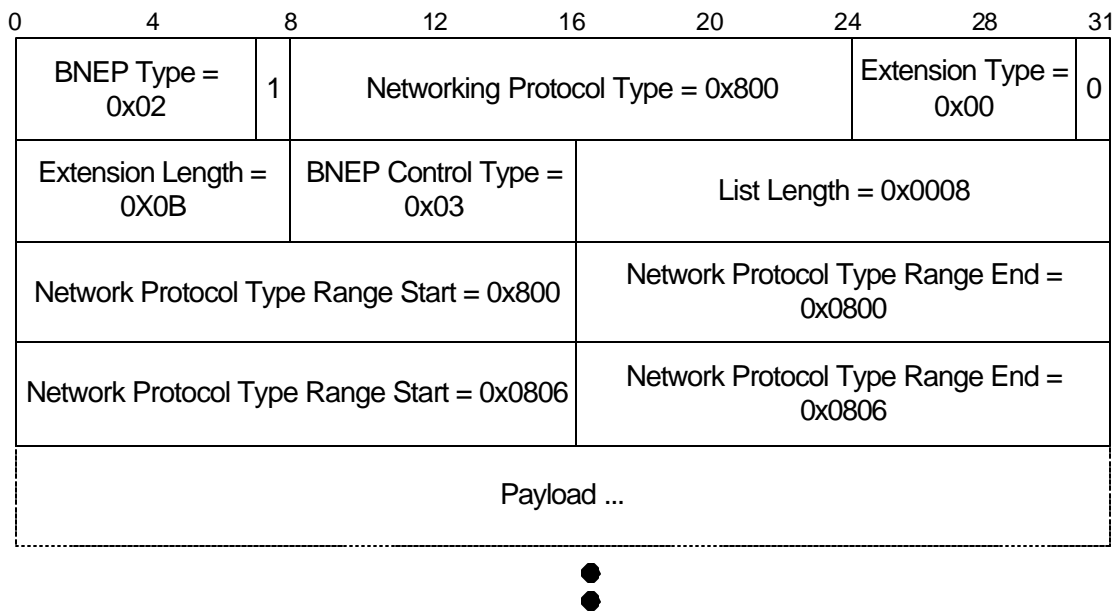 0 4 8 12 16 20 24 28 31
BNEP Type =
0x02
1
Networking Protocol Type = 0x800
Extension Type =
0x00
0
Extension Length =
0X0B
BNEP Control Type =
0x03
List Length = 0x0008
Network Protocol Type Range Start = 0x800
Network Protocol Type Range End =
0x0800
Network Protocol Type Range Start = 0x0806
Network Protocol Type Range End =
0x0806
Payload ...